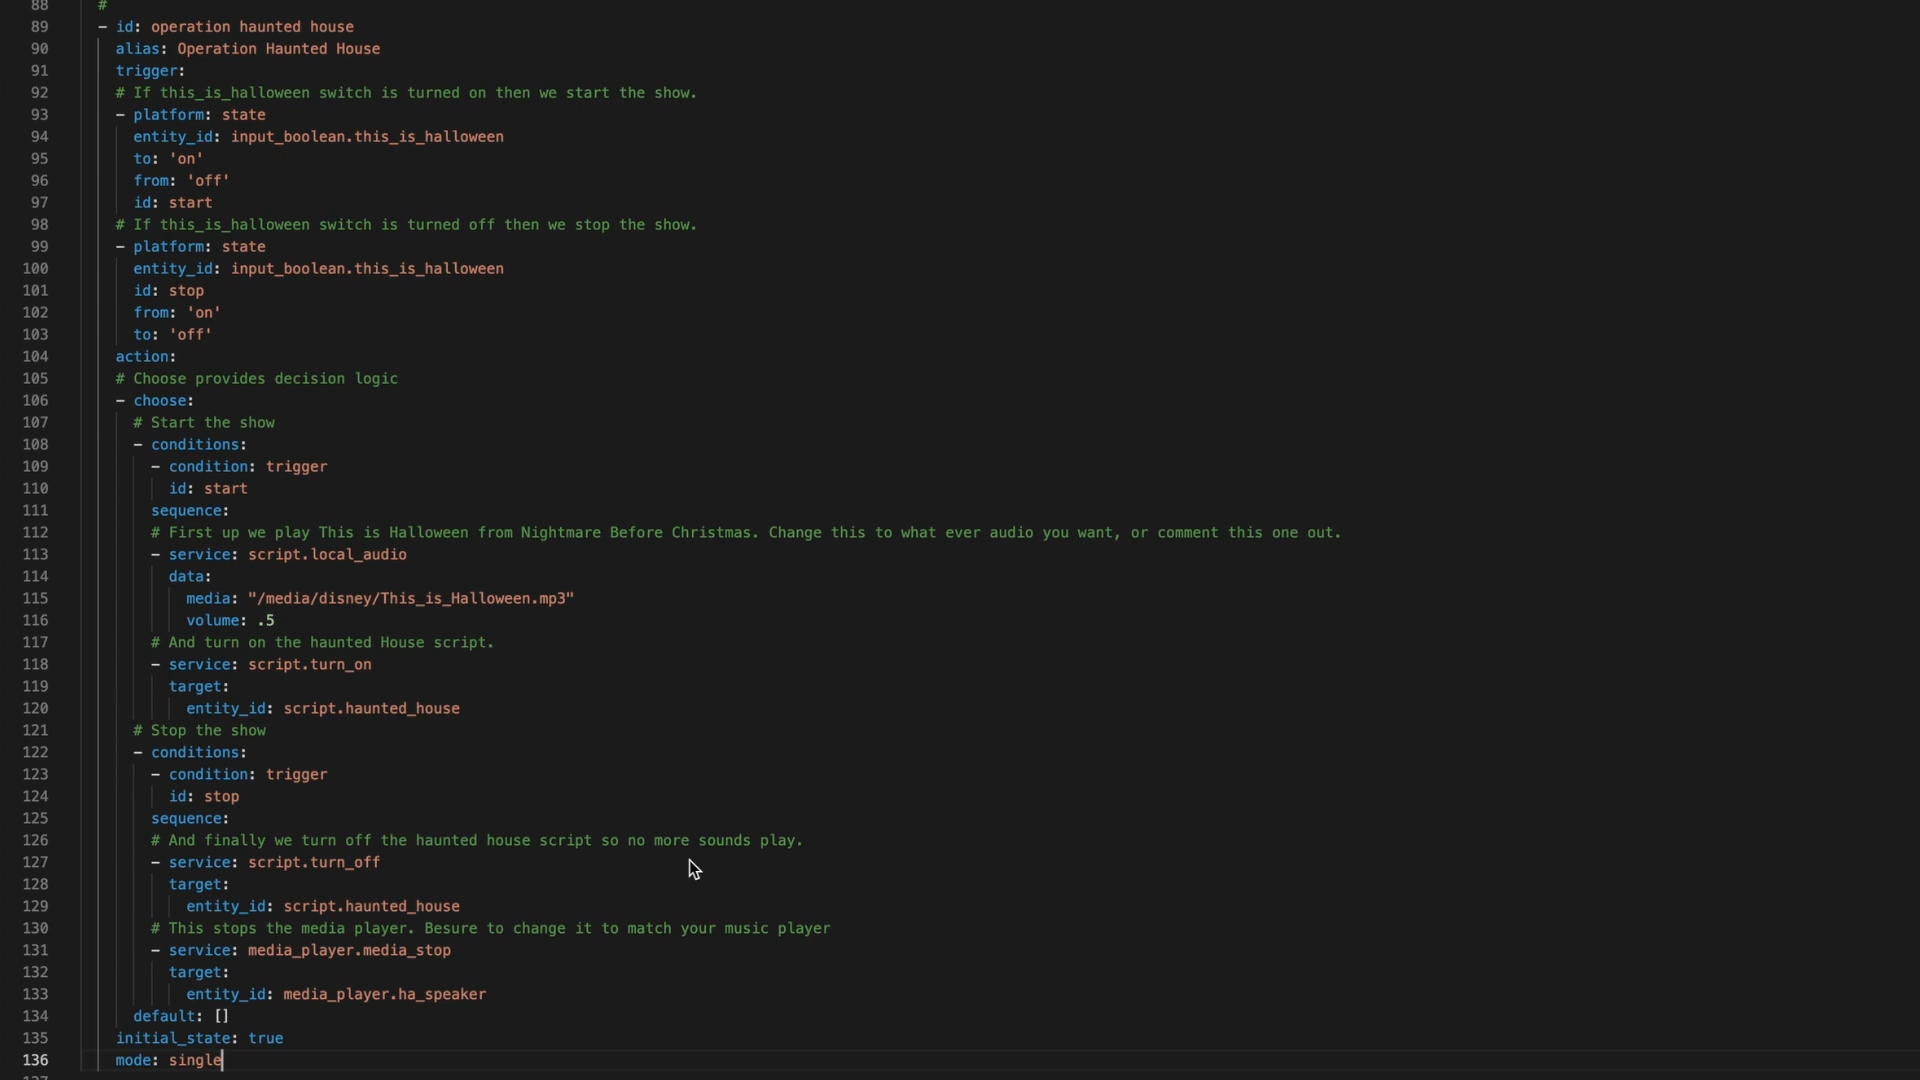 88 #
89 - id: operation haunted house
90 alias: Operation Haunted House
91 trigger:
92 # If this_is_halloween switch is turned on then we start the show.
93 - platform: state
94 entity_id: input_boolean.this_is_halloween
95 to: 'on'
96 from: 'off'
97 id: start
98 # If this_is_halloween switch is turned off then we stop the show.
99 - platform: state
100 entity_id: input_boolean.this_is_halloween
101 id: stop
102 from: 'on'
103 to: 'off'
104 action:
105 # Choose provides decision logic
106 - choose:
107 # Start the show
108 - conditions:
109 - condition: trigger
110 id: start
111 sequence:
112 # First up we play This is Halloween from Nightmare Before Christmas. Change this to what ever audio you want, or comment this one out.
113 - service: script.local_audio
114 data:
115 media: "/media/disney/This_is_Halloween.mp3"
116 volume: .5
117 # And turn on the haunted House script.
118 - service: script.turn_on
119 target:
120 entity_id: script.haunted_house
121 # Stop the show
122 - conditions:
123 - condition: trigger
124 id: stop
125 sequence:
126 # And finally we turn off the haunted house script so no more sounds play.
127 - service: script.turn_off
128 target:
129 entity_id: script.haunted_house
130 # This stops the media player. Besure to change it to match your music player
131 - service: media_player.media_stop
132 target:
133 entity_id: media_player.ha_speaker
134 default: []
135 initial_state: true
136 mode: single